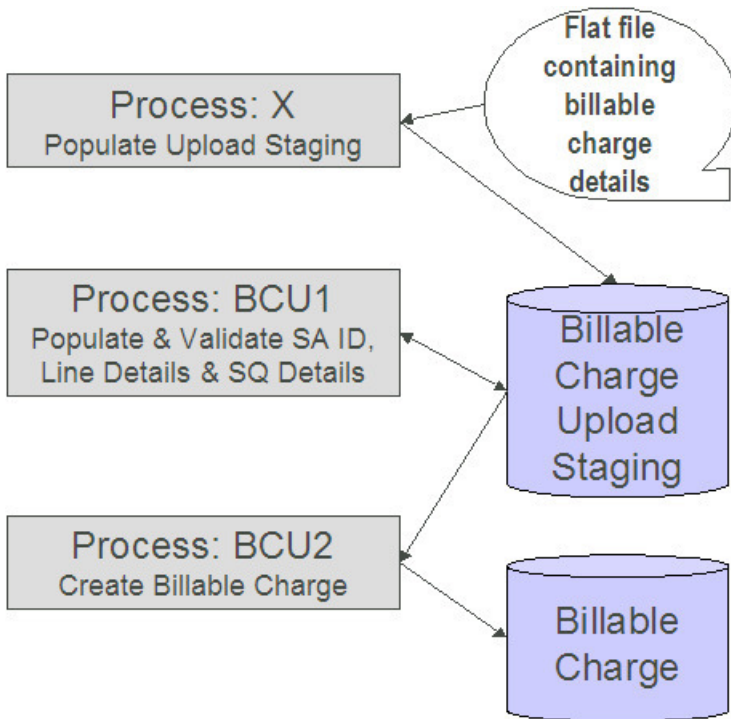 Flat file
containing
billable
charge
details
Process: X
Populate Upload Staging
Process: BCU1
Populate & Validate SA ID,
Line Details & SQ Details
Billable
Charge
Upload
Staging
Process: BCU2
Create Billable Charge
Billable
Charge